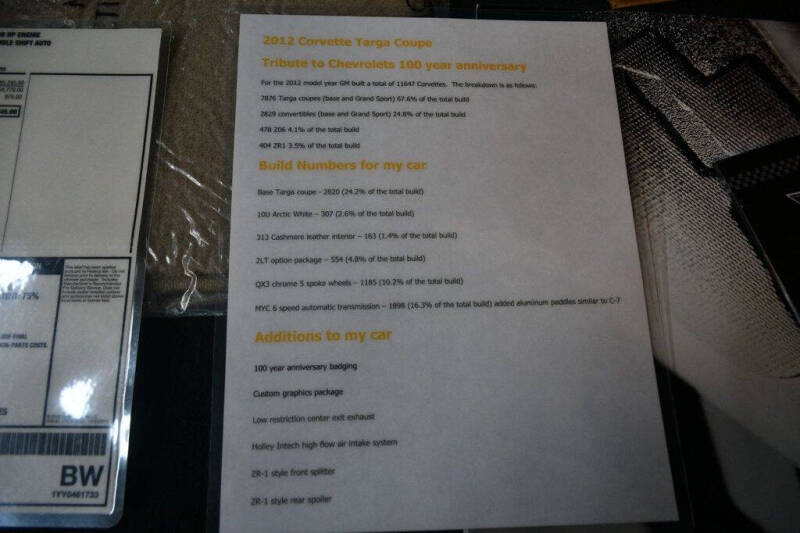 2012 Corvette Targa Coupe
Tribute to Chevrolets 100 year anniversary
For the 2012 model year GM built a total of 11647 Corvettes. The breakdown is as follows:
7876 Targa coupes (base and Grand Sport) 67.6% of the total build
2829 convertibles (base and Grand Sport) 24.8% of the total build
478 Z06 4.1% of the total build
404 ZR1 3.5% of the total build
Build Numbers for my car
Base Targa coupe - 2820 (24.2% of the total build)
10U Arctic White – 307 (2.6% of the total build)
313 Cashmere leather interior – 163 (1.4% of the total build)
2LT option package – 554 (4.8% of the total build)
QX3 chrome 5 spoke wheels – 1185 (10.2% of the total build)
MYC 6 speed automatic transmission – 1898 (16.3% of the total build) added aluminum paddles similar to C-7
Additions to my car
100 year anniversary badging
Custom graphics package
Low restriction center exit exhaust
Holley Intech high flow air intake system
ZR-1 style front splitter
ZR-1 style rear spoiler
HP ENGINE
SHIFT AUTO
75%
BW
1YY0461733